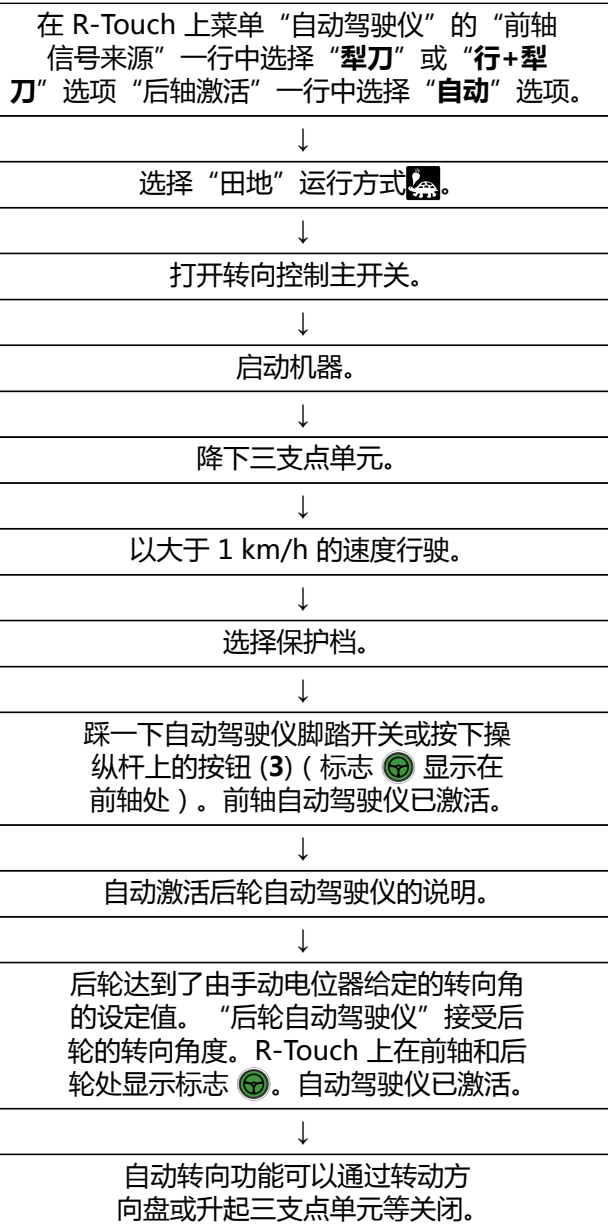 在 R-Touch 上菜单“自动驾驶仪”的“前轴
信号来源”一行中选择“犁刀”或“行+犁
刀”选项“后轴激活”一行中选择“自动”选项。
↓
选择“田地”运行方式。
↓
打开转向控制主开关。
↓
启动机器。
↓
降下三支点单元。
↓
以大于 1 km/h 的速度行驶。
↓
选择保护档。
↓
踩一下自动驾驶仪脚踏开关或按下操
纵杆上的按钮 (3)（标志 显示在
前轴处）。前轴自动驾驶仪已激活。
↓
自动激活后轮自动驾驶仪的说明。
↓
后轮达到了由手动电位器给定的转向角
的设定值。“后轮自动驾驶仪”接受后
轮的转向角度。R-Touch 上在前轴和后
轮处显示标志 。自动驾驶仪已激活。
↓
自动转向功能可以通过转动方
向盘或升起三支点单元等关闭。